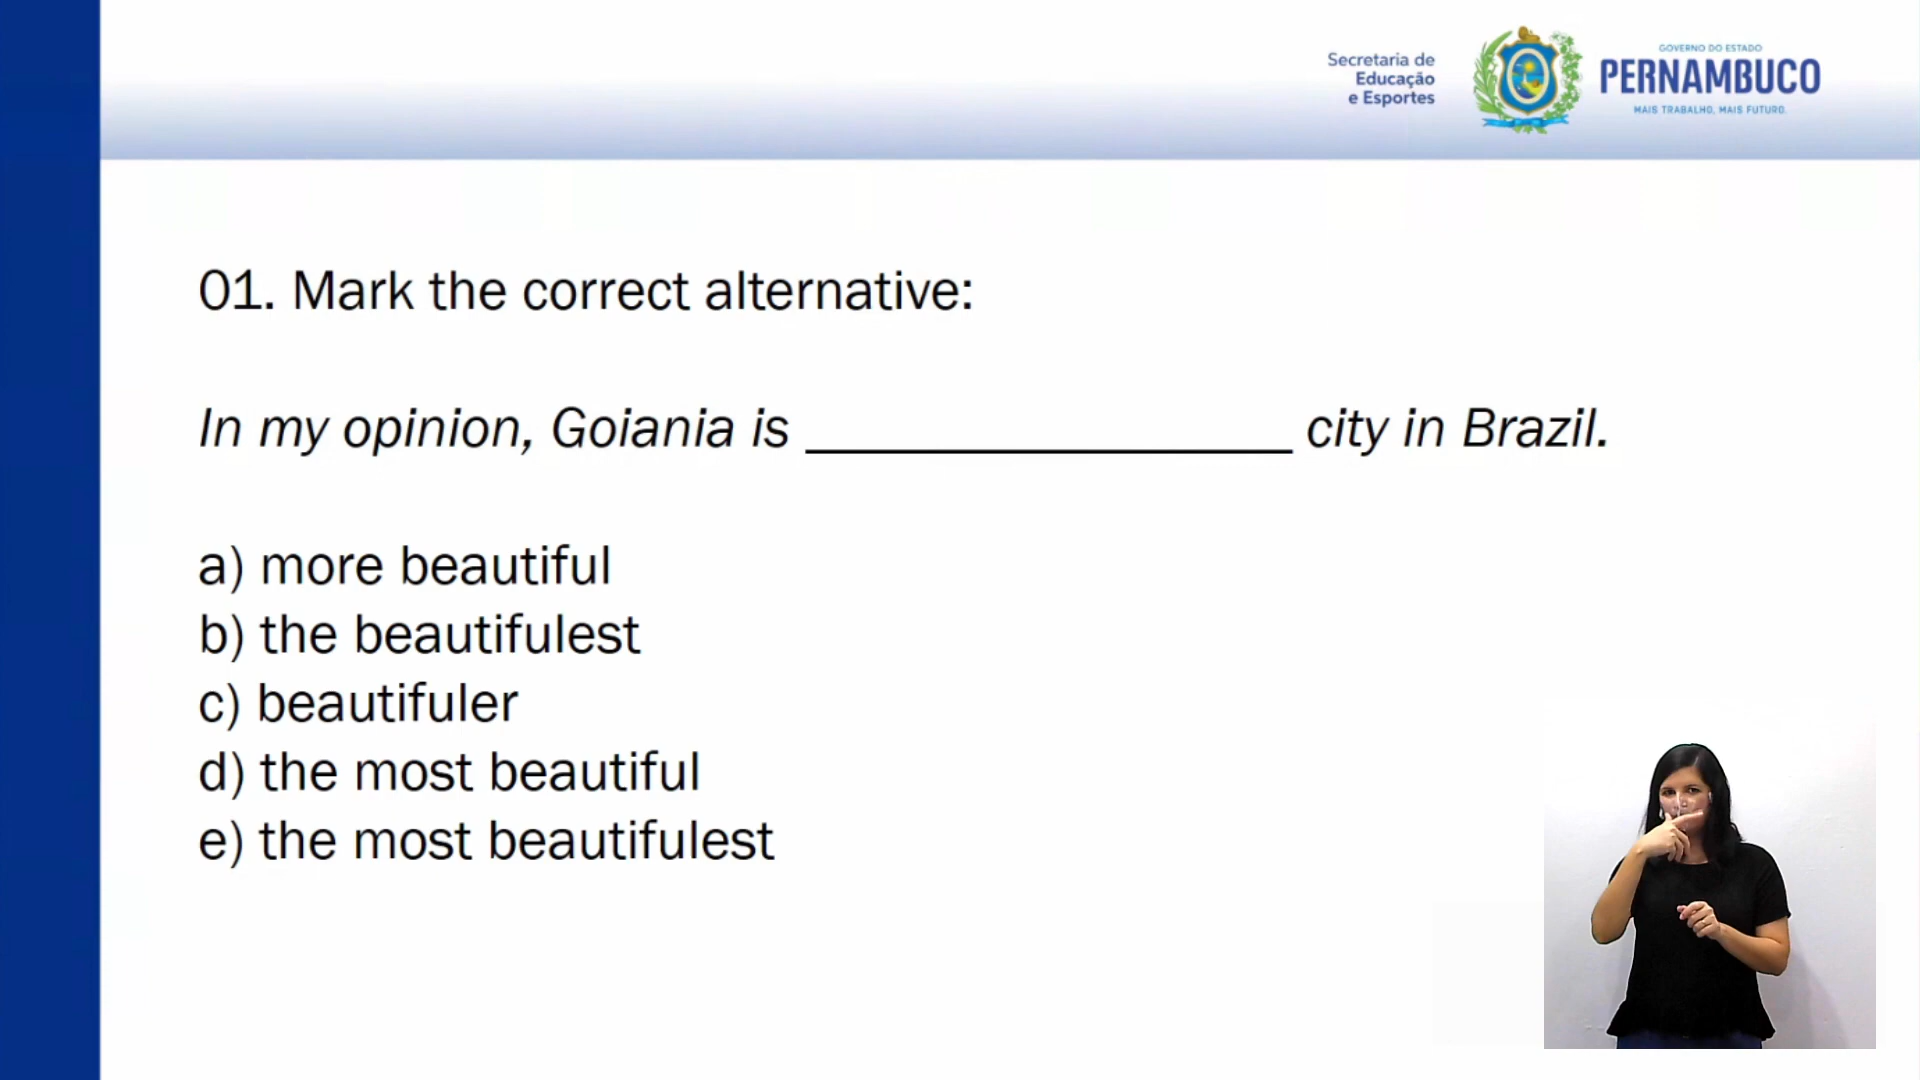 Secretaria de
Educação
e Esportes
GOVERNO DO ESTADO
PERNAMBUCO
MAIS TRABALHO, MAIS FUTURO.
01. Mark the correct alternative:
In my opinion, Goiania is __________________ city in Brazil.
a) more beautiful
b) the beautifulest
c) beautifuler
d) the most beautiful
e) the most beautifulest